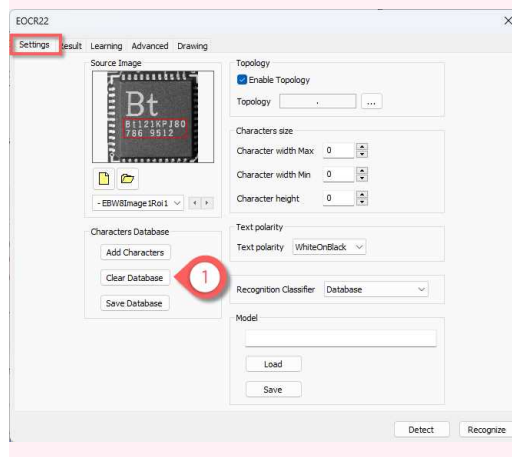 EOCR22
Settings Result Learning Advanced Drawing
Source Image
Bt
Bt121KPJ80
786 9512
- EBW8Image1Roi1
Characters Database
Add Characters
Clear Database
1
Save Database
Topology
Enable Topology
Topology . ...
Characters size
Character width Max 0
Character width Min 0
Character height 0
Text polarity
Text polarity WhiteOnBlack
Recognition Classifier Database
Model
Load
Save
Detect Recognize